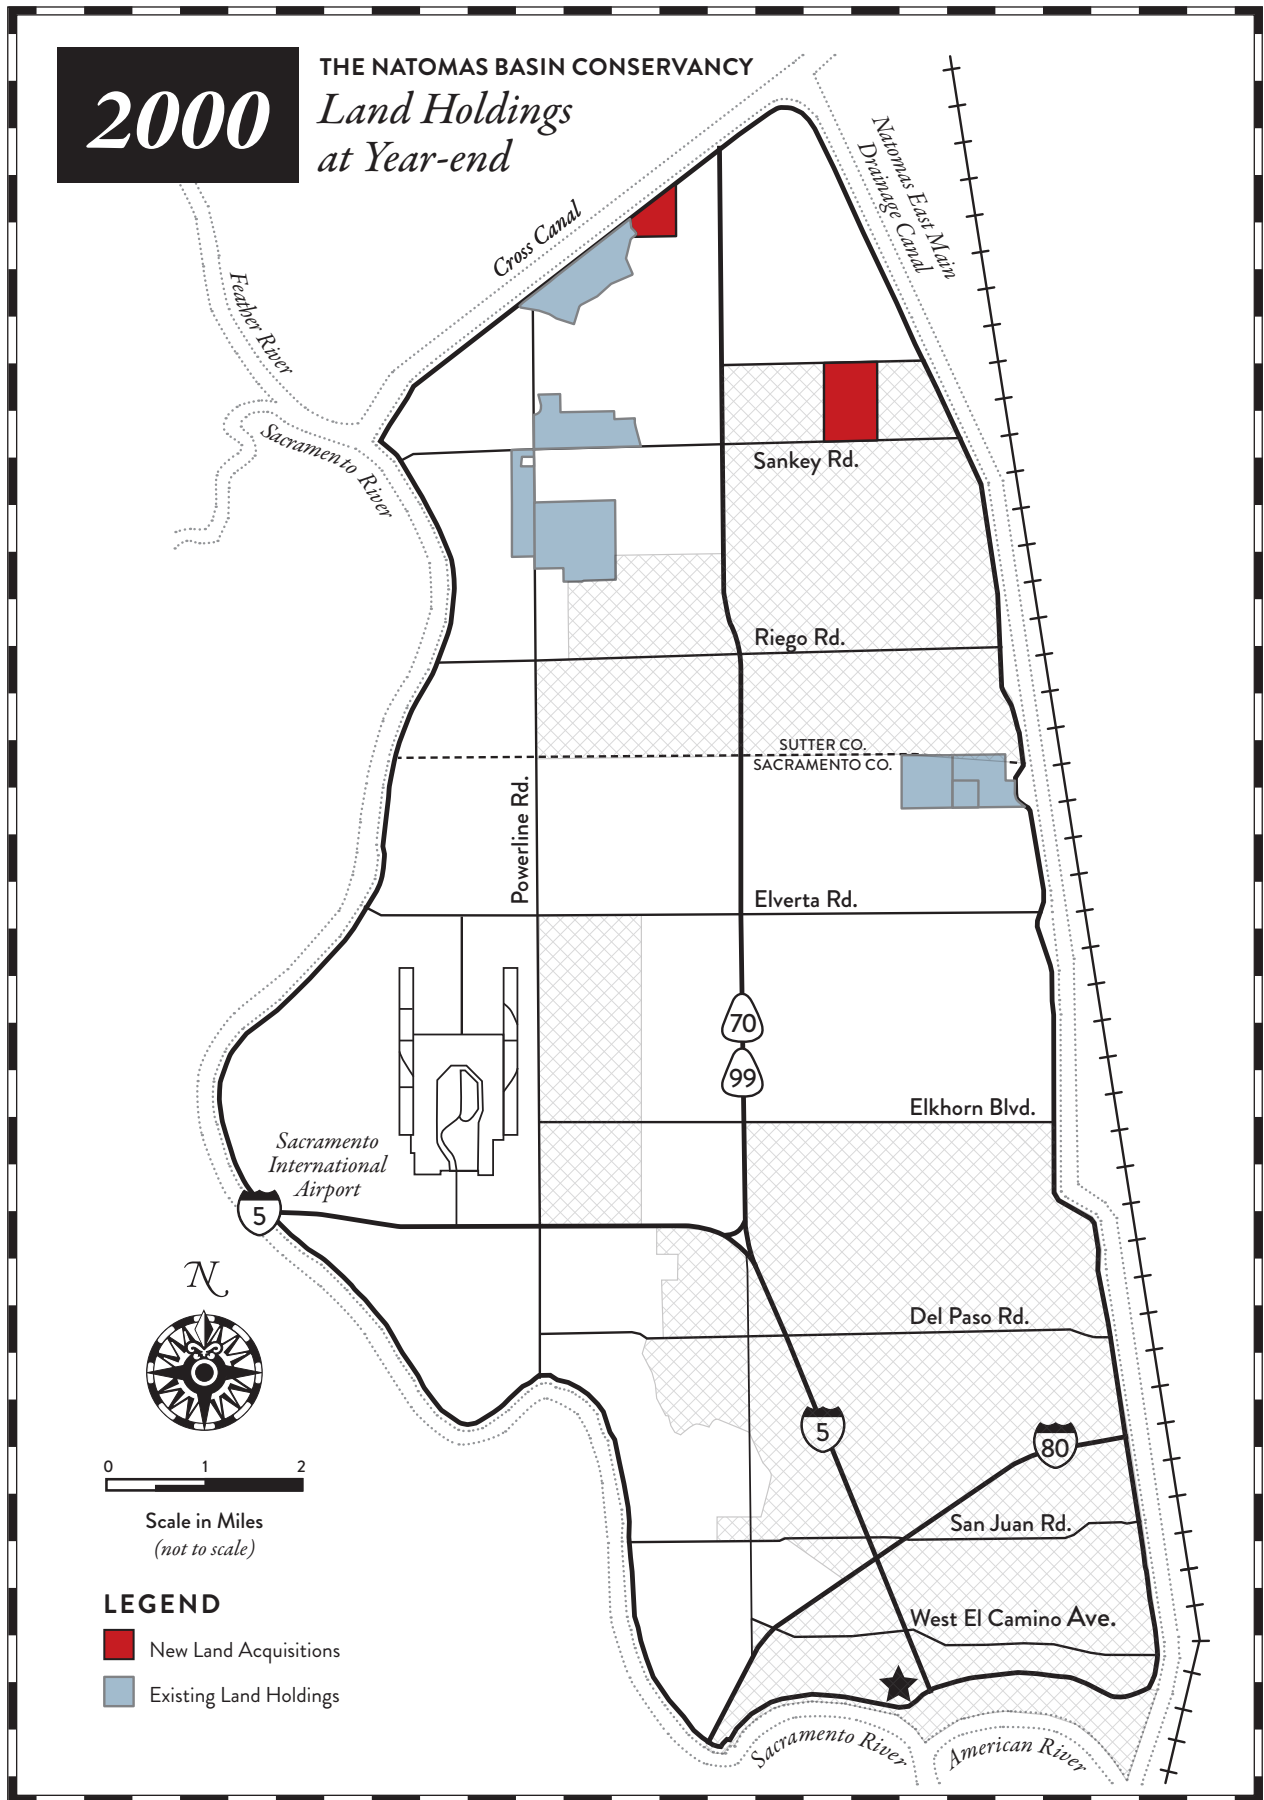 2000
THE NATOMAS BASIN CONSERVANCY
Land Holdings
at Year-end
Natomas East Main
Drainage Canal
Cross Canal
Feather River
Sacramento River
Sankey Rd.
Riego Rd.
SUTTER CO.
SACRAMENTO CO.
Powerline Rd.
Elverta Rd.
70
99
Elkhorn Blvd.
Sacramento
International
Airport
5
N
Del Paso Rd.
5
80
0 1 2
Scale in Miles
(not to scale)
San Juan Rd.
LEGEND
New Land Acquisitions
Existing Land Holdings
West El Camino Ave.
Sacramento River
American River